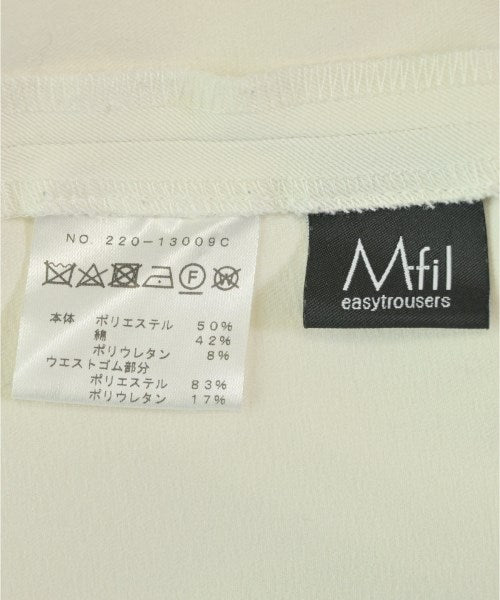 NO. 220-13009C
F W
本体 ポリエステル 50%
綿 42%
ポリウレタン 8%
ウエストゴム部分
ポリエステル 83%
ポリウレタン 17%
Mfil
easytrousers